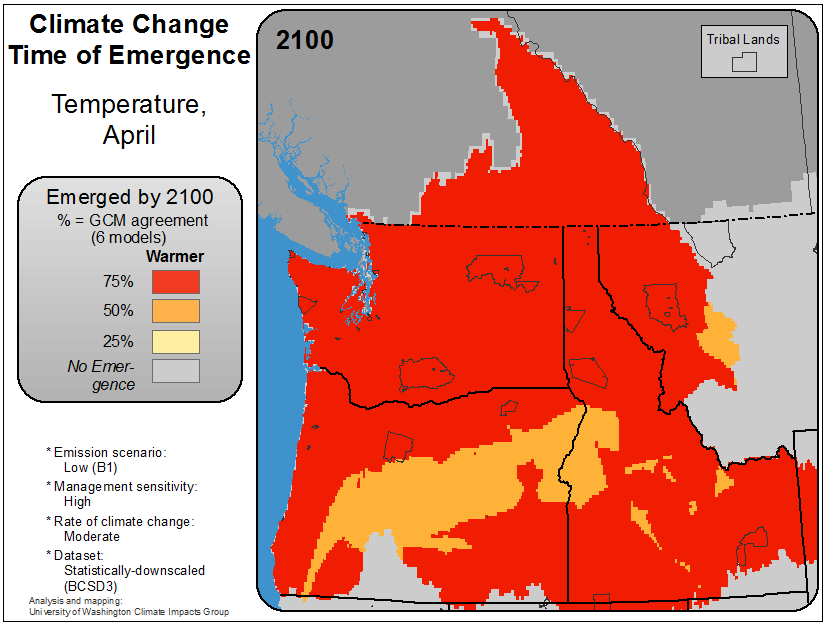 Climate Change
Time of Emergence
Temperature,
April
Emerged by 2100
% = GCM agreement
(6 models)
Warmer
75%
50%
25%
No Emer-
gence
* Emission scenario:
Low (B1)
* Management sensitivity:
High
* Rate of climate change:
Moderate
* Dataset:
Statistically-downscaled
(BCSD3)
Analysis and mapping:
University of Washington Climate Impacts Group
2100
Tribal Lands